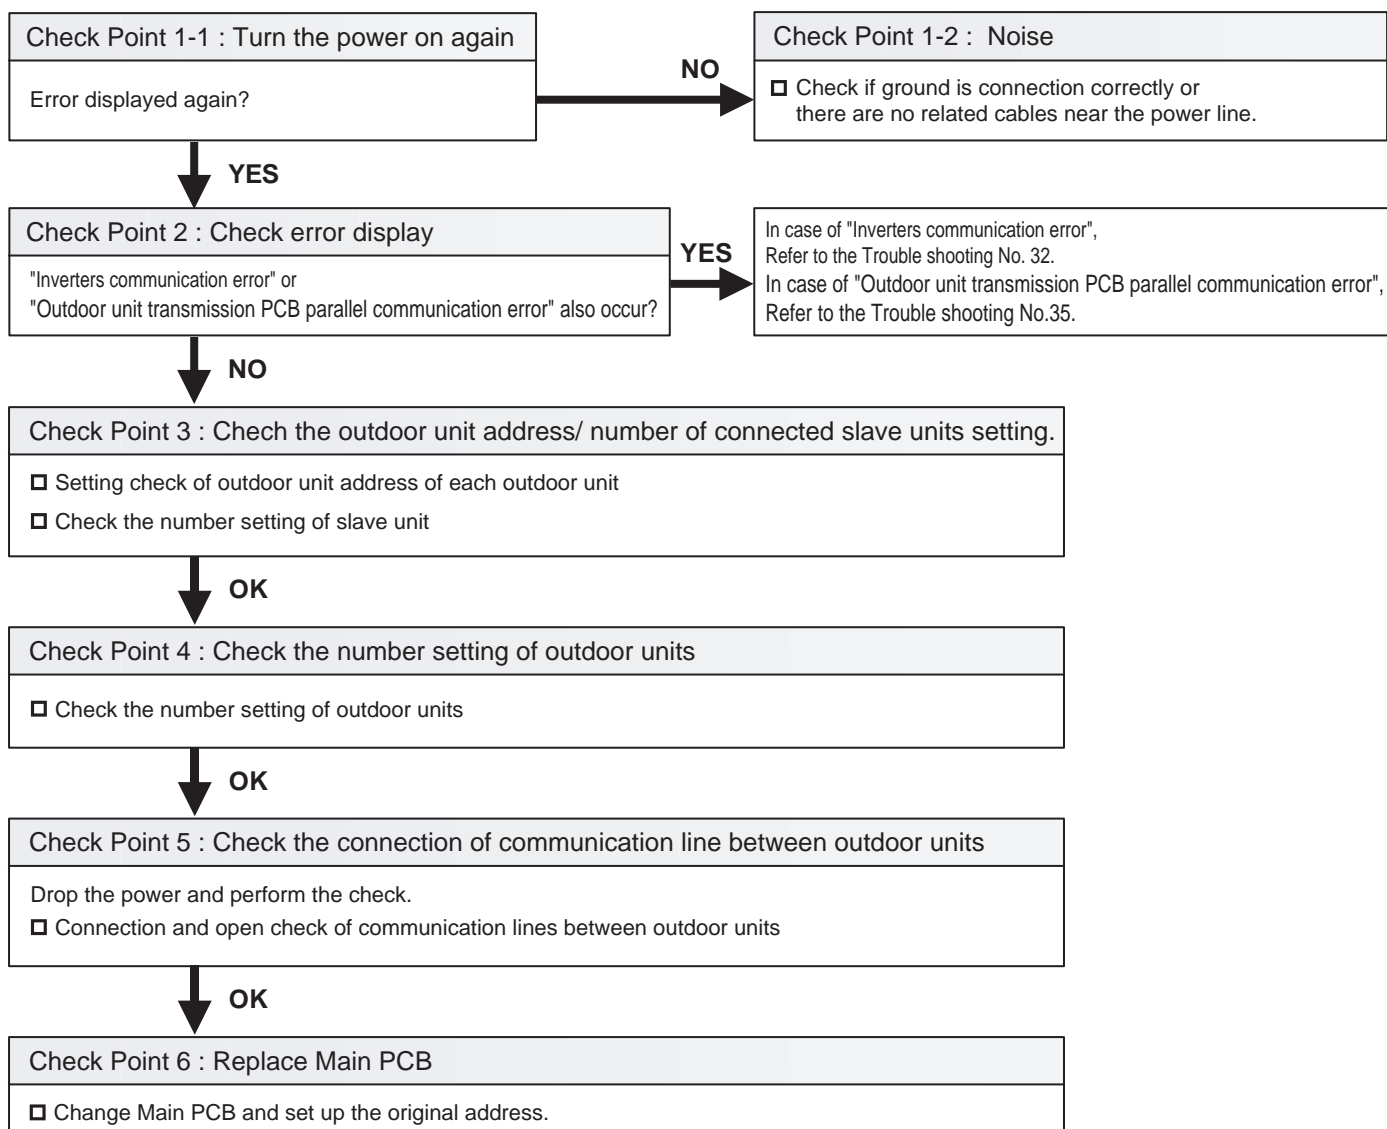 Check Point 1-1 : Turn the power on again
Error displayed again?
NO
Check Point 1-2 :  Noise
Check if ground is connection correctly or
there are no related cables near the power line.
YES
Check Point 2 : Check error display
"Inverters communication error" or
"Outdoor unit transmission PCB parallel communication error" also occur?
YES
In case of "Inverters communication error",
Refer to the Trouble shooting No. 32.
In case of "Outdoor unit transmission PCB parallel communication error",
Refer to the Trouble shooting No.35.
NO
Check Point 3 : Chech the outdoor unit address/ number of connected slave units setting.
Setting check of outdoor unit address of each outdoor unit
Check the number setting of slave unit
OK
Check Point 4 : Check the number setting of outdoor units
Check the number setting of outdoor units
OK
Check Point 5 : Check the connection of communication line between outdoor units
Drop the power and perform the check.
Connection and open check of communication lines between outdoor units
OK
Check Point 6 : Replace Main PCB
Change Main PCB and set up the original address.